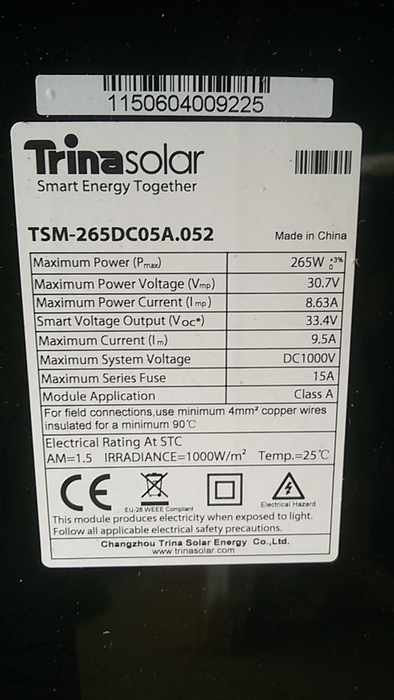 1150604009225
Trinasolar
Smart Energy Together
TSM-265DC05A.052
Made in China
Maximum Power (Pmax) 265W +3% 0
Maximum Power Voltage (Vmp) 30.7V
Maximum Power Current (Imp) 8.63A
Smart Voltage Output (Voc*) 33.4V
Maximum Current (Im) 9.5A
Maximum System Voltage DC1000V
Maximum Series Fuse 15A
Module Application Class A
For field connections,use minimum 4mm² copper wires
insulated for a minimum 90℃
Electrical Rating At STC
AM=1.5 IRRADIANCE=1000W/m² Temp.=25℃
CE
EU-28 WEEE Compliant
Electrical Hazard
This module produces electricity when exposed to light.
Follow all applicable electrical safety precautions.
Changzhou Trina Solar Energy Co.,Ltd.
www.trinasolar.com